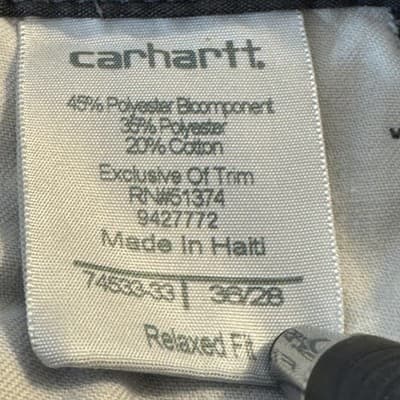 carhartt.
45% Polyester Bicomponent
35% Polyester
20% Cotton
Exclusive Of Trim
RN#51374
9427772
Made In Haiti
74533-33 | 36/28
Relaxed Fit